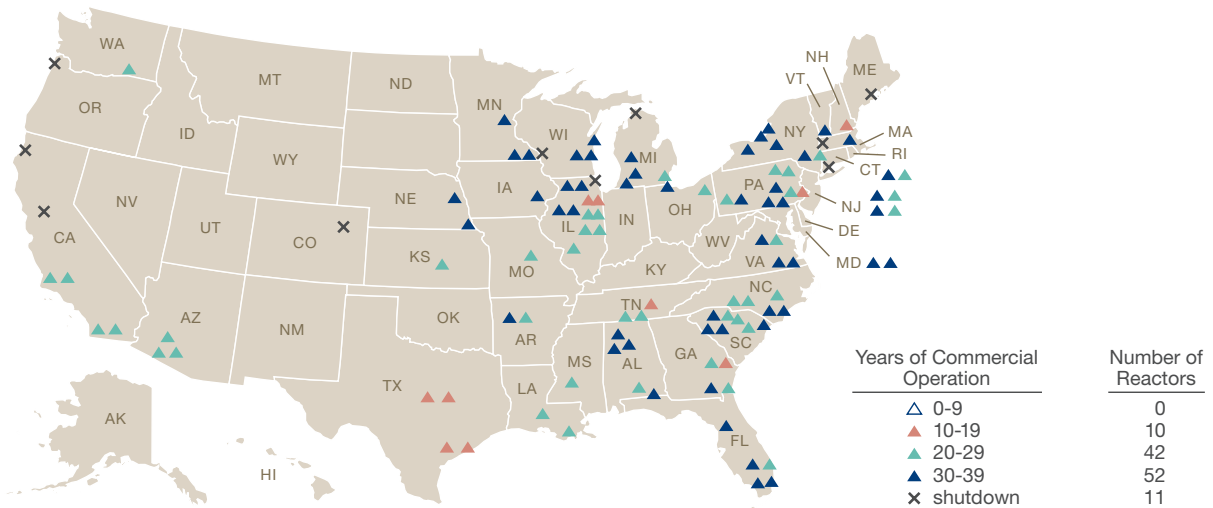 NH
ME
VT
WA
MT
ND
MN
OR
ID
WI
NY
MA
MI
RI
WY
CT
IA
PA
NE
NJ
NV
IL
IN
OH
UT
DE
CO
WV
CA
KS
MO
VA
MD
KY
NC
TN
AZ
OK
NM
AR
SC
GA
MS
AL
TX
LA
AK
FL
HI
Years of Commercial Operation Number of Reactors
0-9 0
10-19 10
20-29 42
30-39 52
shutdown 11